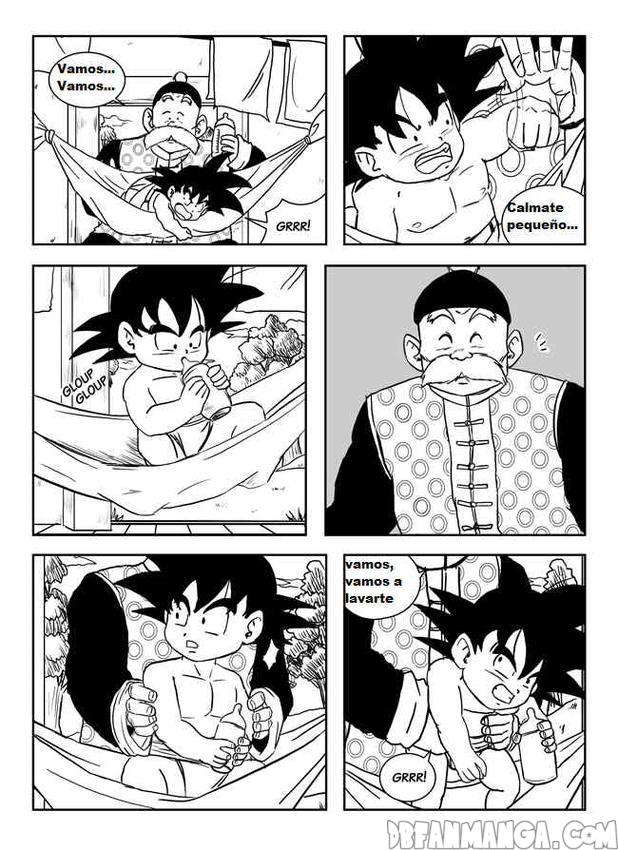 Vamos...
Vamos...
GRRR!
Calmate
pequeño...
GLOUP
GLOUP
vamos,
vamos a
lavarte
GRRR!
DBFANMANGA.COM